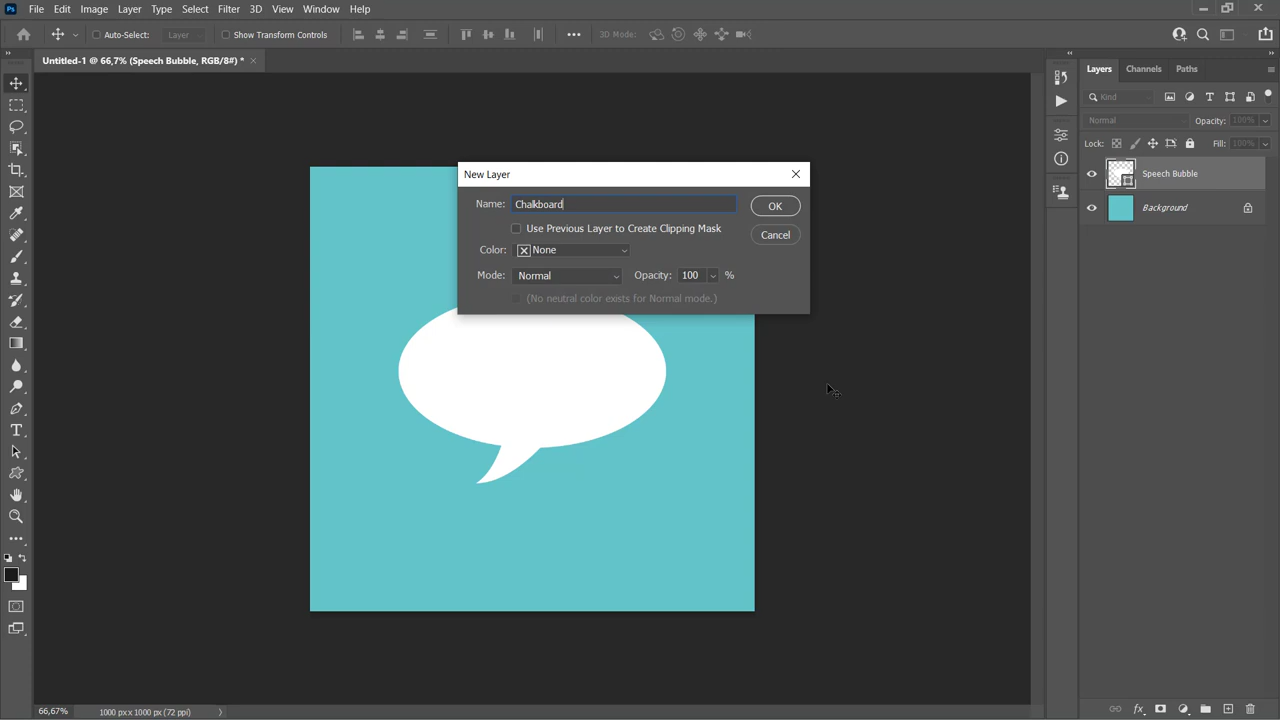 Ps File Edit Image Layer Type Select Filter 3D View Window Help
Auto-Select: Layer Show Transform Controls 3D Mode:
Untitled-1 @ 66,7% (Speech Bubble, RGB/8#) *
Layers Channels Paths
Kind
Normal Opacity: 100%
Lock: Fill: 100%
Speech Bubble
Background
New Layer
Name: Chalkboard OK
Use Previous Layer to Create Clipping Mask
Cancel
Color: None
Mode: Normal Opacity: 100 %
(No neutral color exists for Normal mode.)
66,67% 1000 px x 1000 px (72 ppi)